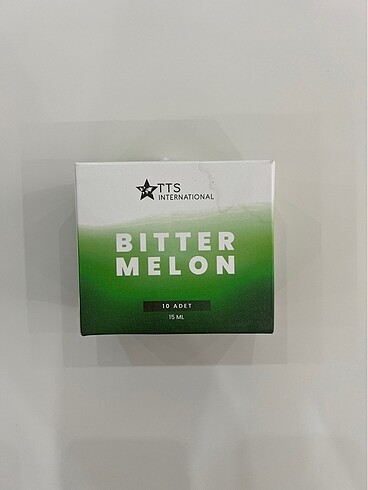 TTS
INTERNATIONAL
BITTER
MELON
10 ADET
15 ML